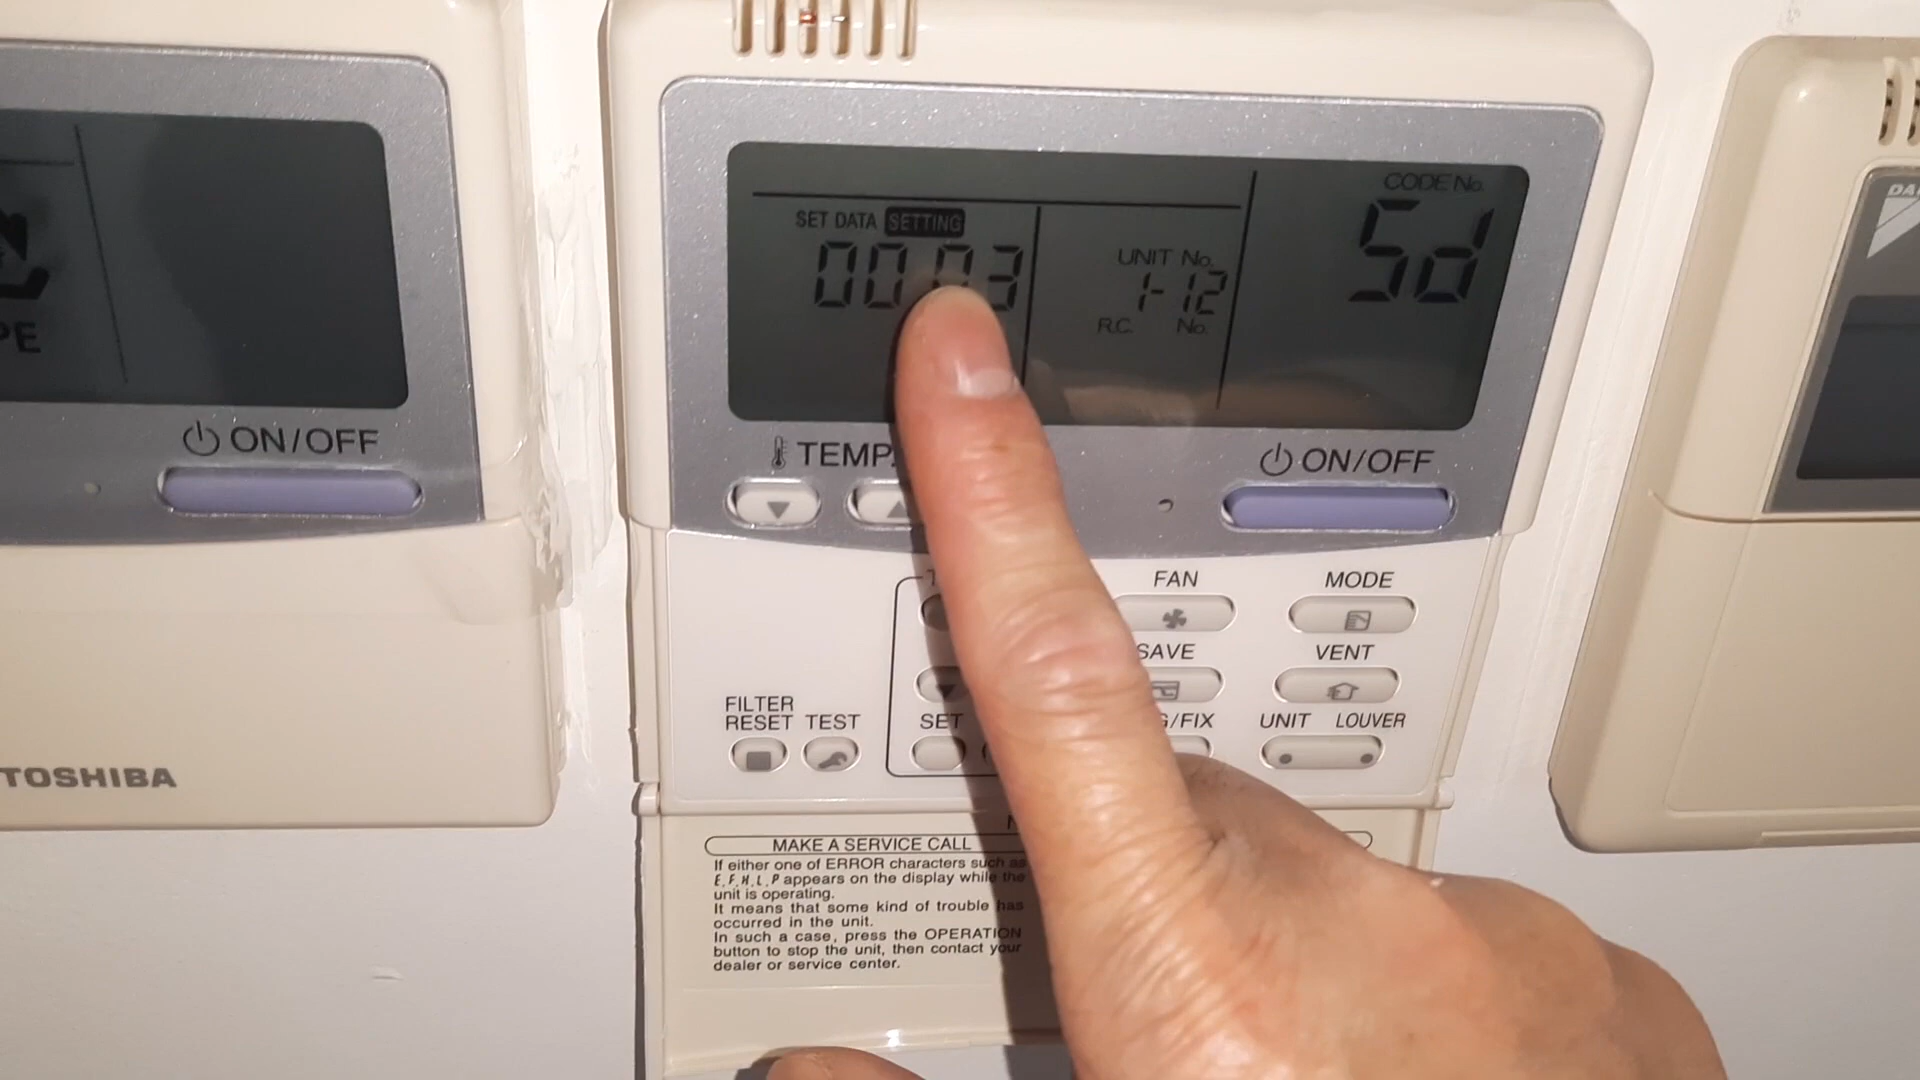 PE
ON/OFF
TOSHIBA
CODE No.
5d
SET DATA SETTING
0003
UNIT No.
1-12
R.C. No.
TEMP.
ON/OFF
FAN
MODE
SAVE
VENT
FILTER
RESET TEST
SET
/FIX
UNIT LOUVER
MAKE A SERVICE CALL
If either one of ERROR characters such as
E, F, H, L, P appears on the display while the
unit is operating.
It means that some kind of trouble has
occurred in the unit.
In such a case, press the OPERATION
button to stop the unit, then contact your
dealer or service center.
DA